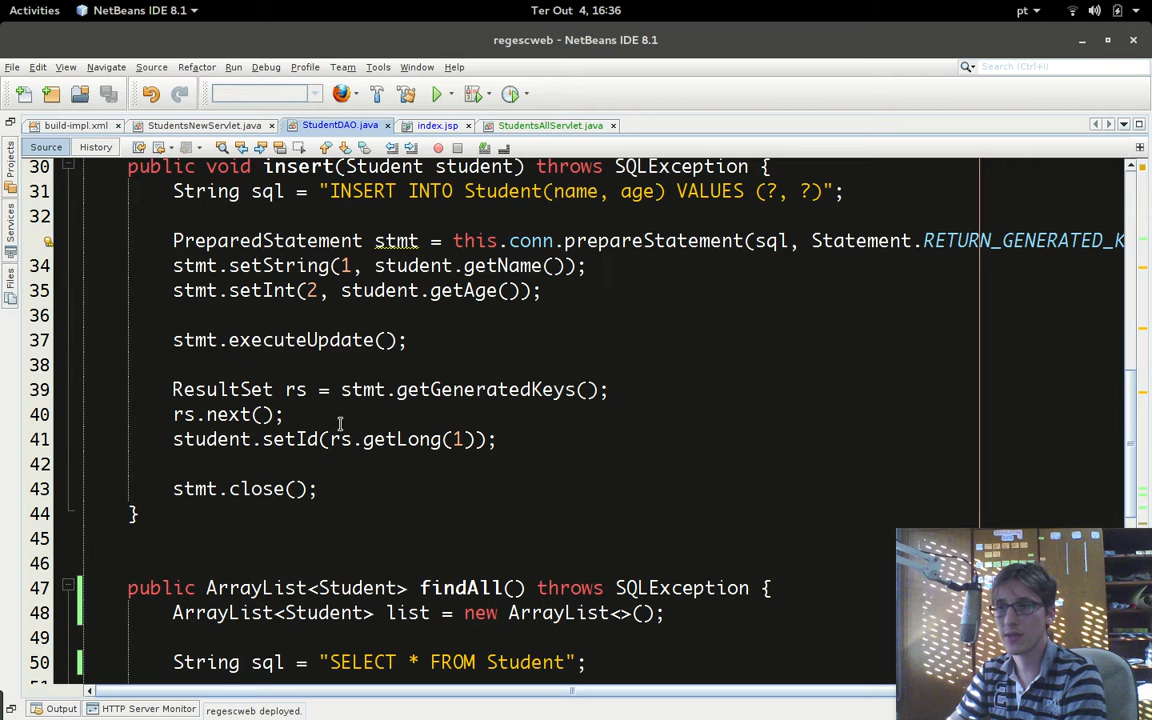 Activities NetBeans IDE 8.1 Ter Out 4, 16:36 pt
regescweb - NetBeans IDE 8.1
File Edit View Navigate Source Refactor Run Debug Profile Team Tools Window Help Search (Ctrl+I)
build-impl.xml StudentsNewServlet.java StudentDAO.java index.jsp StudentsAllServlet.java
Source History
Projects
Services
Files
30 public void insert(Student student) throws SQLException {
31 String sql = "INSERT INTO Student(name, age) VALUES (?, ?)";
32
PreparedStatement stmt = this.conn.prepareStatement(sql, Statement.RETURN_GENERATED_K
34 stmt.setString(1, student.getName());
35 stmt.setInt(2, student.getAge());
36
37 stmt.executeUpdate();
38
39 ResultSet rs = stmt.getGeneratedKeys();
40 rs.next();
41 student.setId(rs.getLong(1));
42
43 stmt.close();
44 }
45
46
47 public ArrayList<Student> findAll() throws SQLException {
48 ArrayList<Student> list = new ArrayList<>();
49
50 String sql = "SELECT * FROM Student";
Output HTTP Server Monitor regescweb deployed.